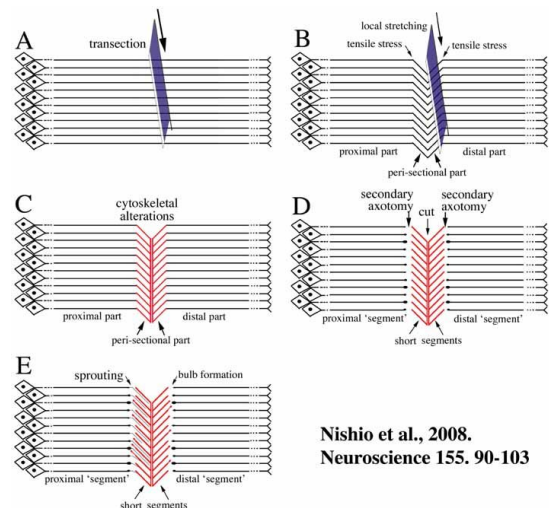 A
transection
B
local stretching
tensile stress
tensile stress
proximal part
distal part
peri-sectional part
C
cytoskeletal
alterations
proximal part
distal part
peri-sectional part
D
secondary
axotomy
cut
secondary
axotomy
proximal 'segment'
distal 'segment'
short segments
E
sprouting
bulb formation
proximal 'segment'
distal 'segment'
short segments
Nishio et al., 2008.
Neuroscience 155. 90-103